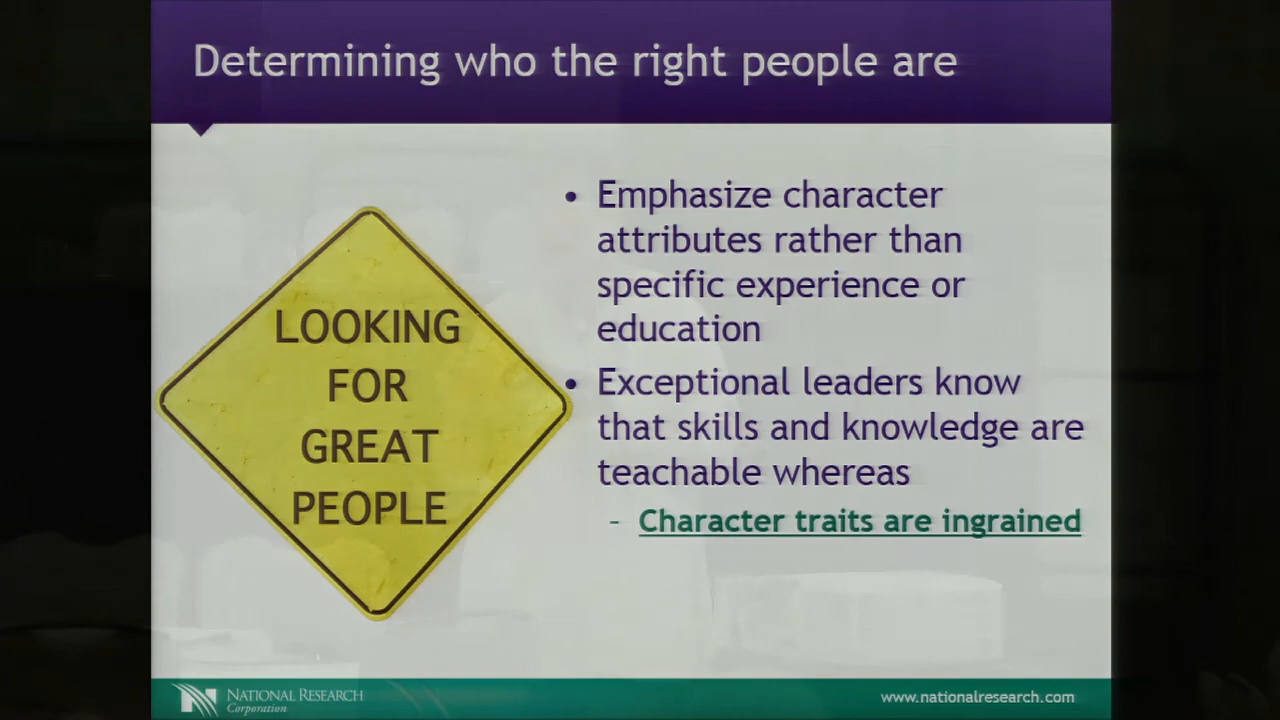 Determining who the right people are
LOOKING
FOR
GREAT
PEOPLE
• Emphasize character
attributes rather than
specific experience or
education
• Exceptional leaders know
that skills and knowledge are
teachable whereas
– Character traits are ingrained
NATIONAL RESEARCH
Corporation
www.nationalresearch.com